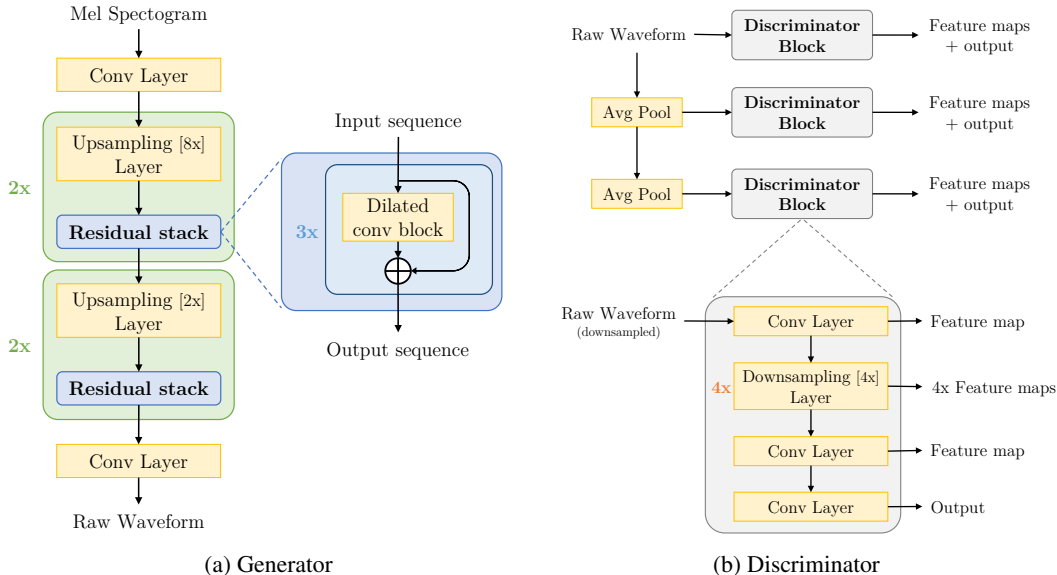 Mel Spectogram
Conv Layer
2x
Upsampling [8x]
Layer
Residual stack
2x
Upsampling [2x]
Layer
Residual stack
Conv Layer
Raw Waveform
Input sequence
3x
Dilated
conv block
Output sequence
(a) Generator
Raw Waveform
Discriminator
Block
Feature maps
+ output
Avg Pool
Discriminator
Block
Feature maps
+ output
Avg Pool
Discriminator
Block
Feature maps
+ output
Raw Waveform
(downsampled)
Conv Layer
Feature map
4x
Downsampling [4x]
Layer
4x Feature maps
Conv Layer
Feature map
Conv Layer
Output
(b) Discriminator